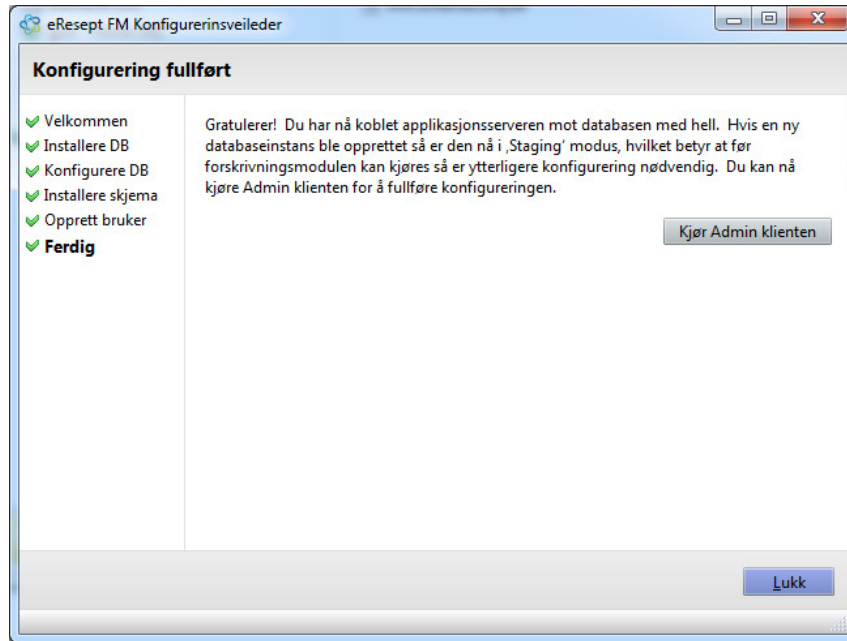 eResept FM Konfigurerinsveileder
Konfigurering fullført
Velkommen
Installere DB
Konfigurere DB
Installere skjema
Opprett bruker
Ferdig
Gratulerer! Du har nå koblet applikasjonsserveren mot databasen med hell. Hvis en ny
databaseinstans ble opprettet så er den nå i ‚Staging‘ modus, hvilket betyr at før
forskrivningsmodulen kan kjøres så er ytterligere konfigurering nødvendig. Du kan nå
kjøre Admin klienten for å fullføre konfigureringen.
Kjør Admin klienten
Lukk